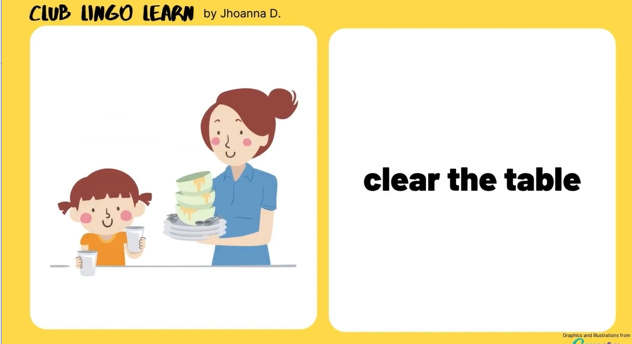 CLUB LINGO LEARN by Jhoanna D.
clear the table
Graphics and Illustrations from